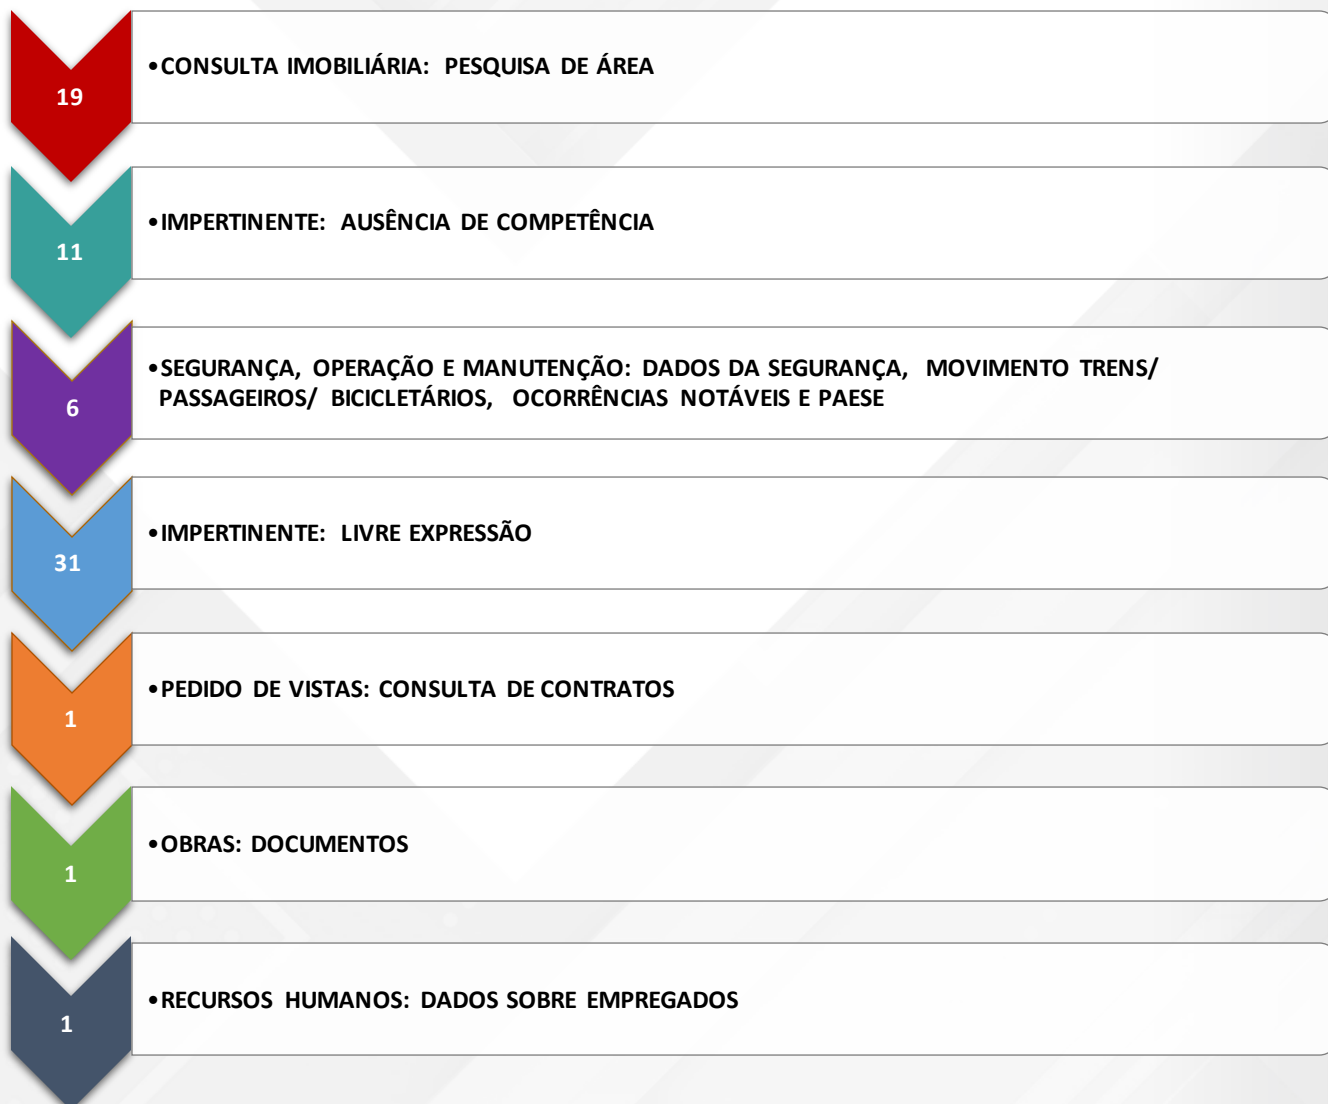 19
•CONSULTA IMOBILIÁRIA: PESQUISA DE ÁREA
11
•IMPERTINENTE: AUSÊNCIA DE COMPETÊNCIA
6
•SEGURANÇA, OPERAÇÃO E MANUTENÇÃO: DADOS DA SEGURANÇA, MOVIMENTO TRENS/
PASSAGEIROS/ BICICLETÁRIOS, OCORRÊNCIAS NOTÁVEIS E PAESE
31
•IMPERTINENTE: LIVRE EXPRESSÃO
1
•PEDIDO DE VISTAS: CONSULTA DE CONTRATOS
1
•OBRAS: DOCUMENTOS
1
•RECURSOS HUMANOS: DADOS SOBRE EMPREGADOS